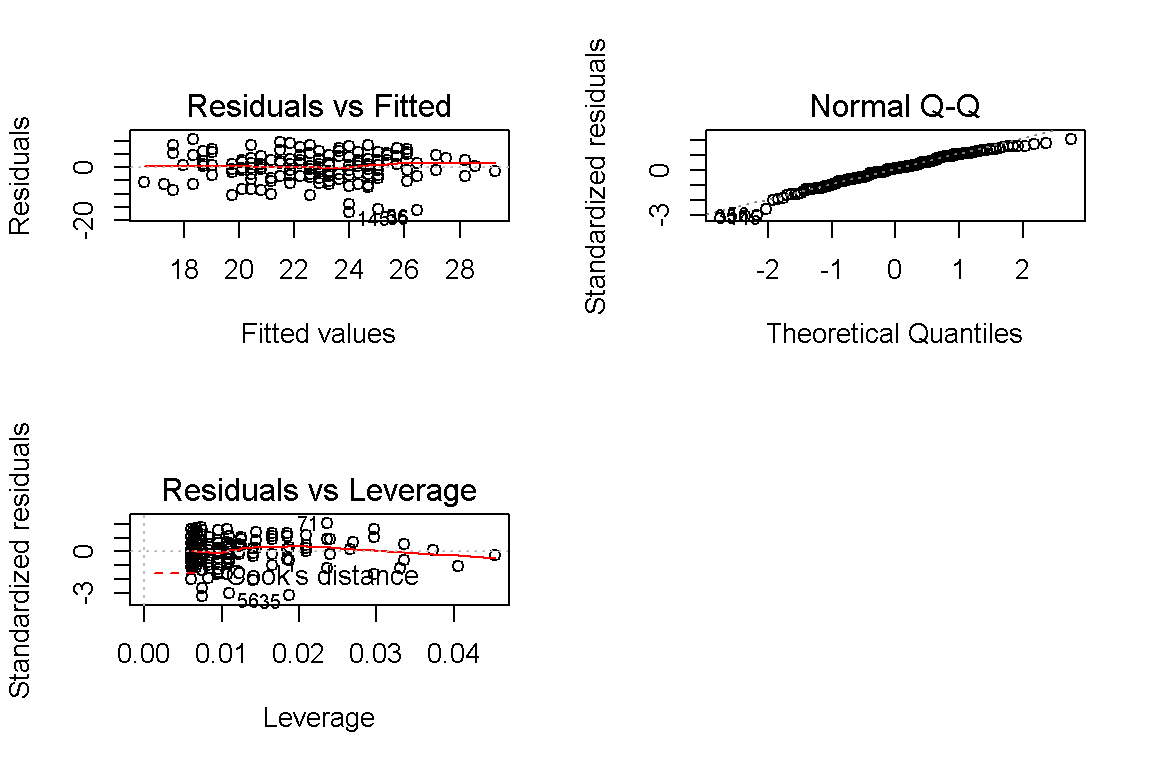 Residuals vs Fitted
Residuals
0
-20
18 20 22 24 26 28
Fitted values
Normal Q-Q
Standardized residuals
0
-3
-2 -1 0 1 2
Theoretical Quantiles
Residuals vs Leverage
Standardized residuals
0
-3
71
Cook's distance
5635
0.00 0.01 0.02 0.03 0.04
Leverage